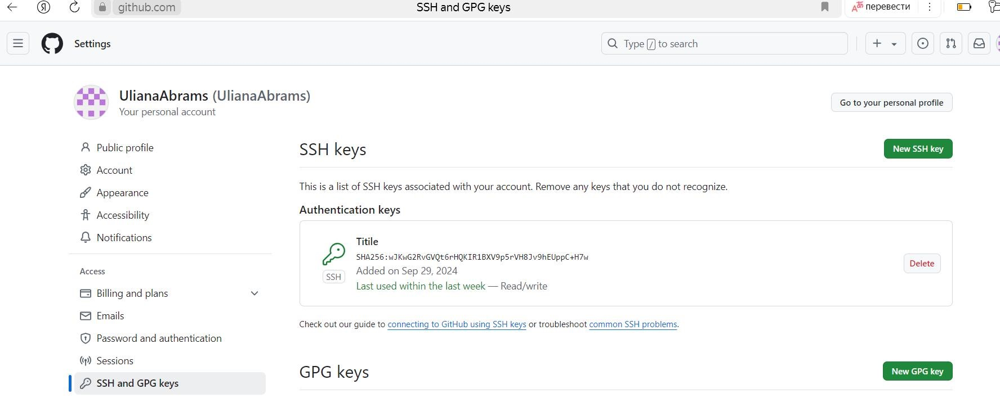 Я github.com SSH and GPG keys перевести
Settings Type / to search
UlianaAbrams (UlianaAbrams)
Your personal account
Go to your personal profile
Public profile
Account
Appearance
Accessibility
Notifications
Access
Billing and plans
Emails
Password and authentication
Sessions
SSH and GPG keys
SSH keys
New SSH key
This is a list of SSH keys associated with your account. Remove any keys that you do not recognize.
Authentication keys
Titile
SHA256:wJKwG2RvGVQt6rHQKIR1BXV9p5rVH8Jv9hEUppC+H7w
Added on Sep 29, 2024
Last used within the last week — Read/write
SSH
Delete
Check out our guide to connecting to GitHub using SSH keys or troubleshoot common SSH problems.
GPG keys
New GPG key